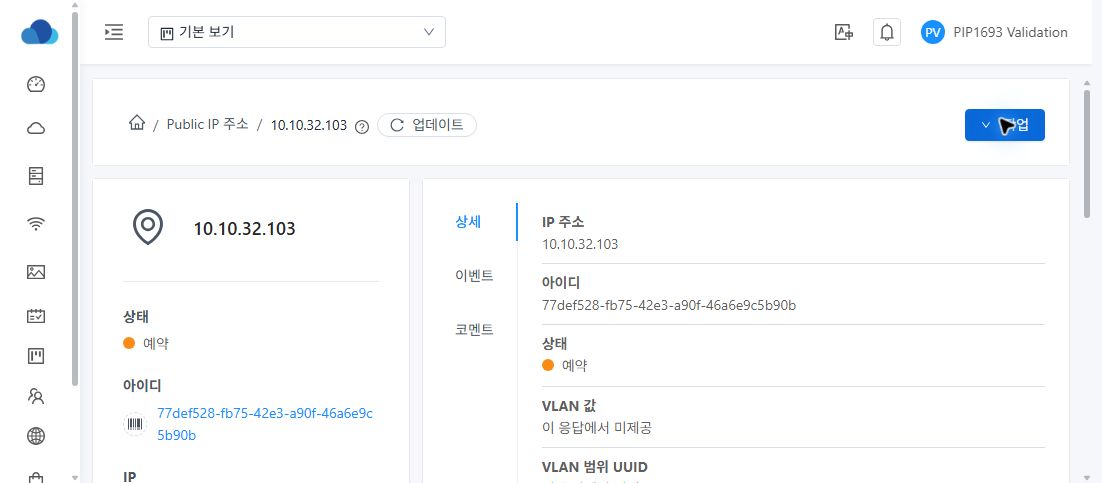 기본 보기
PV PIP1693 Validation
/ Public IP 주소 / 10.10.32.103 업데이트
10.10.32.103
상태
예약
아이디
77def528-fb75-42e3-a90f-46a6e9c
5b90b
IP
상세
이벤트
코멘트
IP 주소
10.10.32.103
아이디
77def528-fb75-42e3-a90f-46a6e9c5b90b
상태
예약
VLAN 값
이 응답에서 미제공
VLAN 범위 UUID